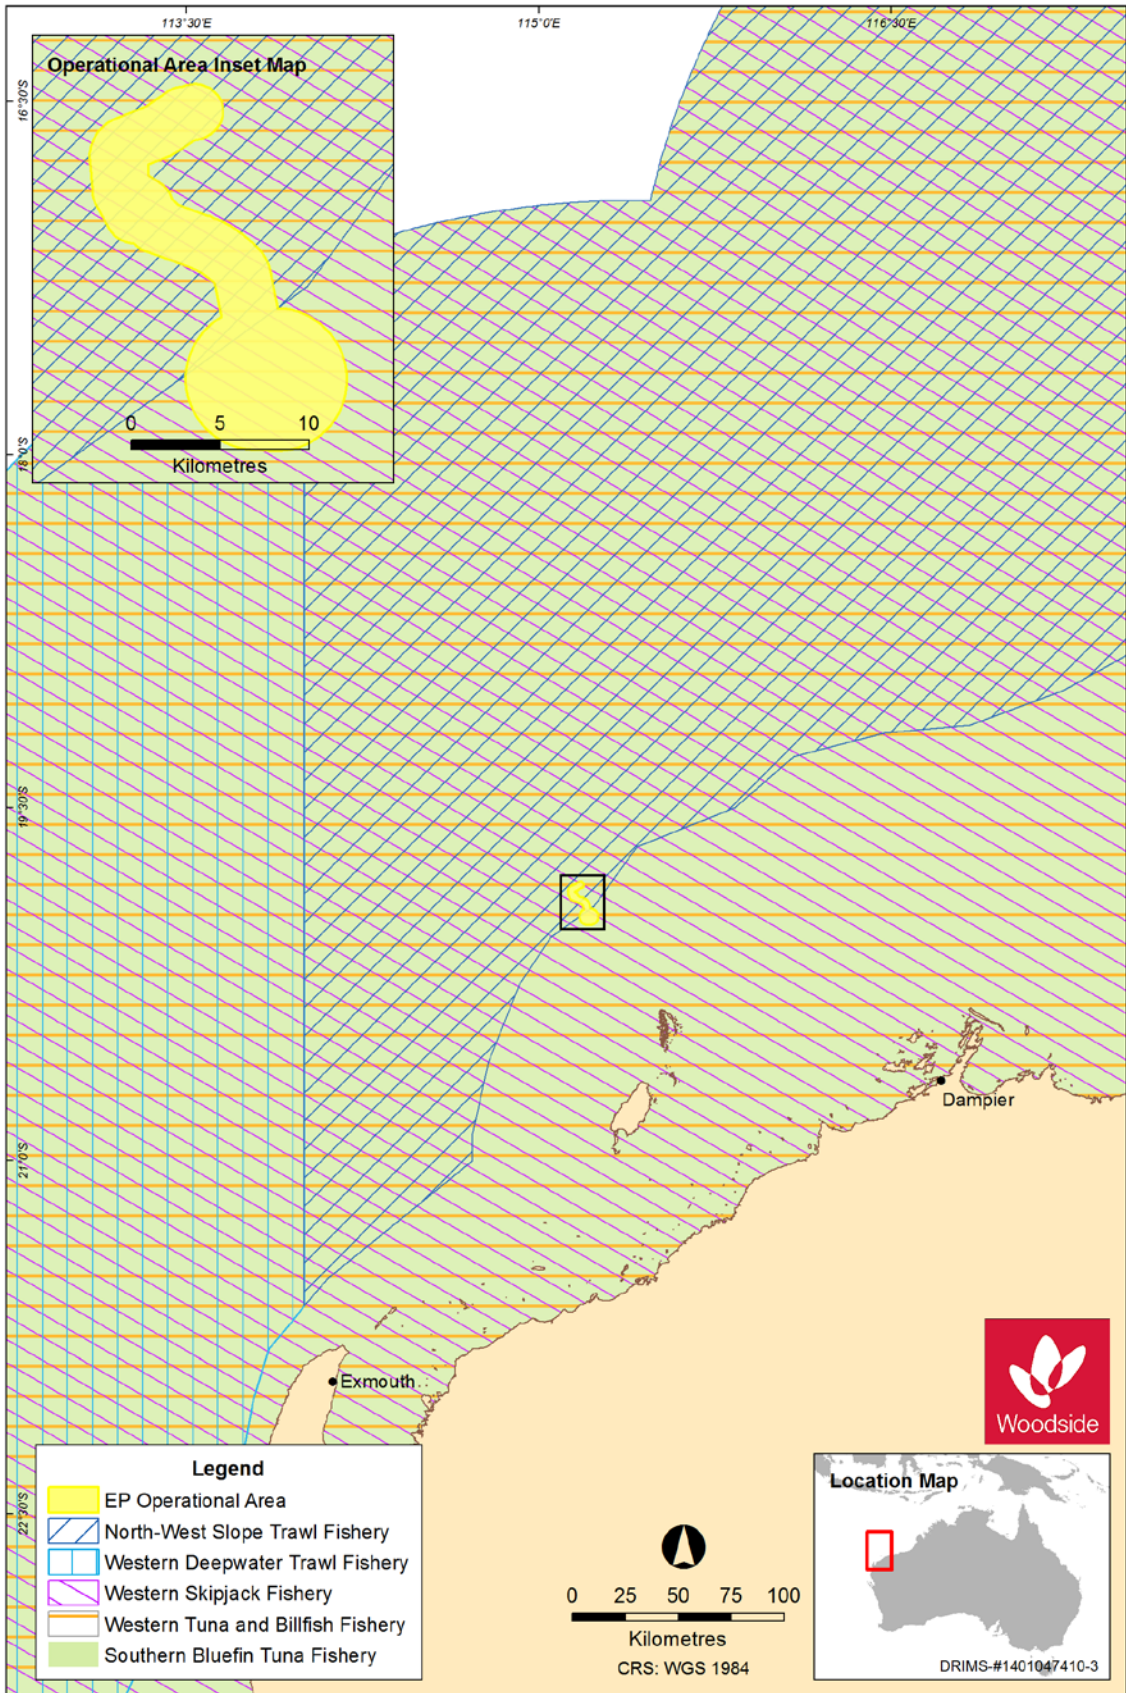 113°30'E
115°0'E
116°30'E
Operational Area Inset Map
16°30'S
0 5 10
Kilometres
18°0'S
19°30'S
Dampier
21°0'S
Exmouth
Woodside
Legend
EP Operational Area
North-West Slope Trawl Fishery
Western Deepwater Trawl Fishery
Western Skipjack Fishery
Western Tuna and Billfish Fishery
Southern Bluefin Tuna Fishery
22°30'S
0 25 50 75 100
Kilometres
CRS: WGS 1984
Location Map
DRIMS-#1401047410-3